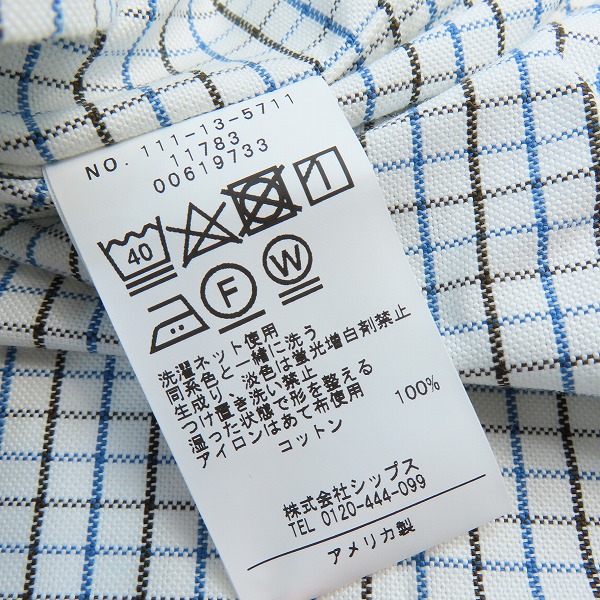 NO. 111-13-5711
11783
00619733
40
F
W
洗濯ネット使用
同系色と一緒に洗う
生成り、淡色は蛍光増白剤禁止
つけ置き洗い禁止
湿った状態で形を整える
アイロンはあて布使用
コットン 100%
株式会社シップス
TEL 0120-444-099
アメリカ製